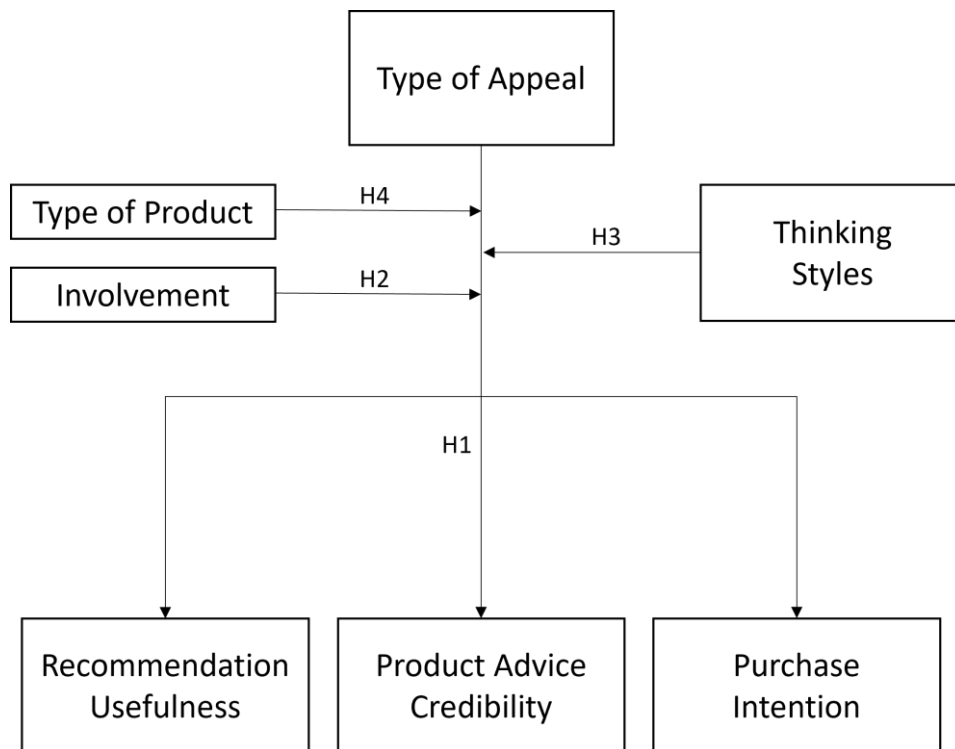 Type of Appeal
H4
Type of Product
H3
Thinking
Styles
H2
Involvement
H1
Recommendation
Usefulness
Product Advice
Credibility
Purchase
Intention